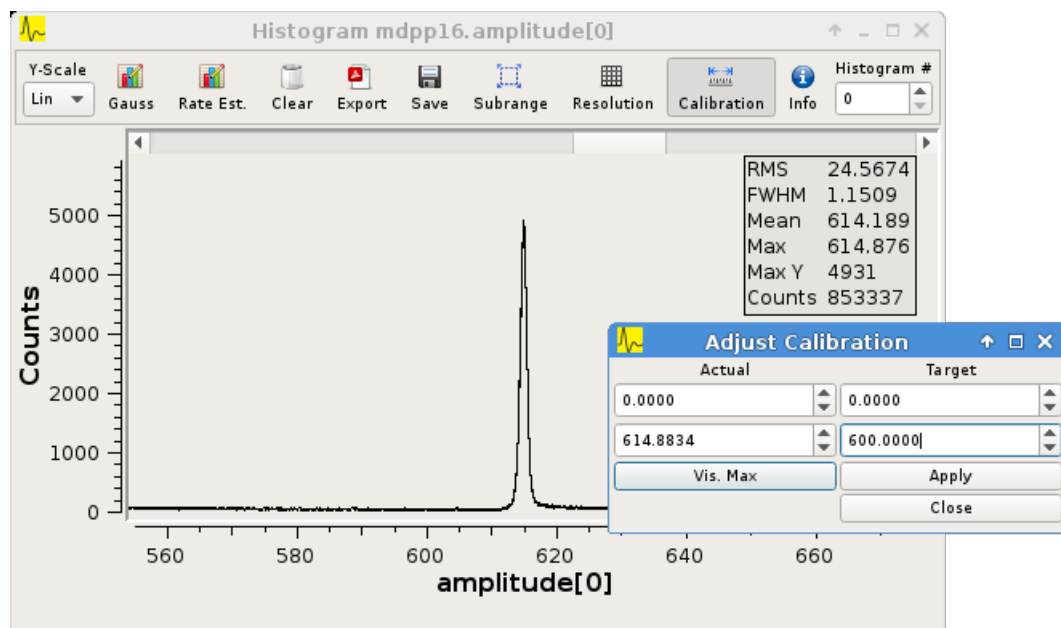 Histogram mdpp16.amplitude[0]
Y-Scale
Lin
Gauss
Rate Est.
Clear
Export
Save
Subrange
Resolution
Calibration
Info
Histogram #
0
RMS 24.5674
FWHM 1.1509
Mean 614.189
Max 614.876
Max Y 4931
Counts 853337
5000
4000
3000
2000
1000
0
Counts
560 580 600 620 640 660
amplitude[0]
Adjust Calibration
Actual Target
0.0000 0.0000
614.8834 600.0000
Vis. Max Apply
Close